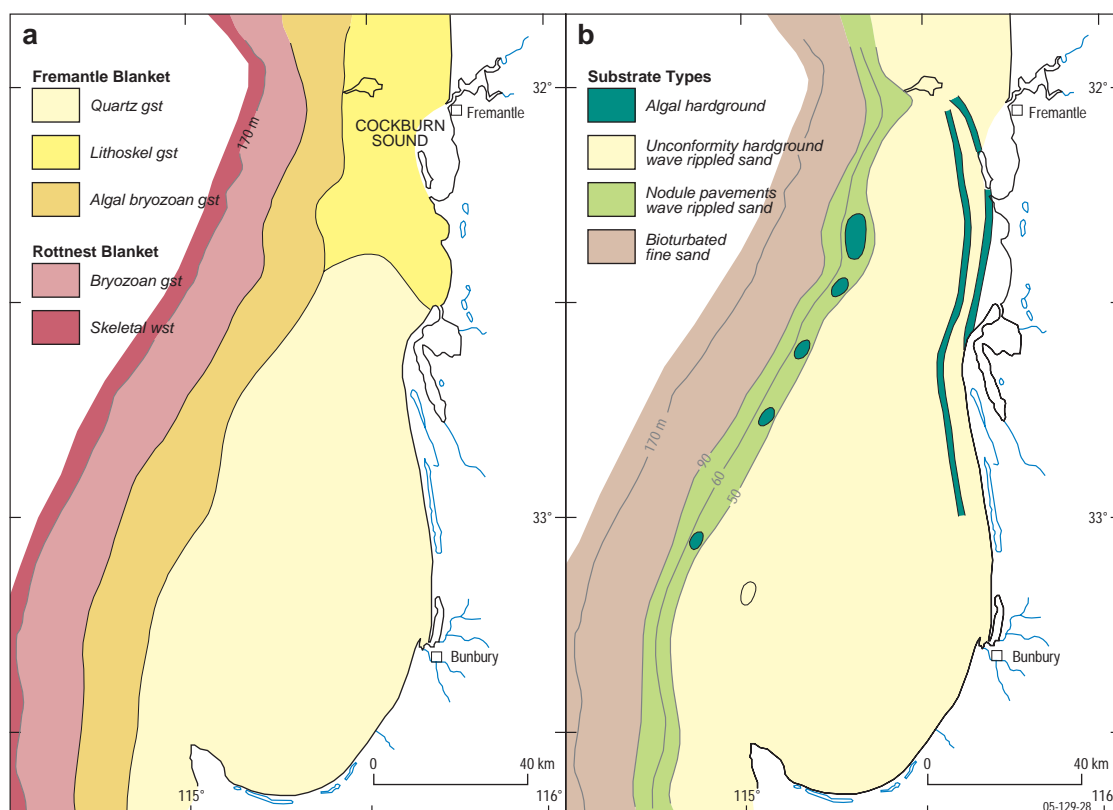 a
Fremantle Blanket
Quartz gst
Lithoskel gst
Algal bryozoan gst
Rottnest Blanket
Bryozoan gst
Skeletal wst
170 m
COCKBURN
SOUND
Fremantle
32°
33°
Bunbury
0
40 km
115°
116°
b
Substrate Types
Algal hardground
Unconformity hardground
wave rippled sand
Nodule pavements
wave rippled sand
Bioturbated
fine sand
170 m
90
60
50
Fremantle
32°
33°
Bunbury
0
40 km
115°
116
05-129-28